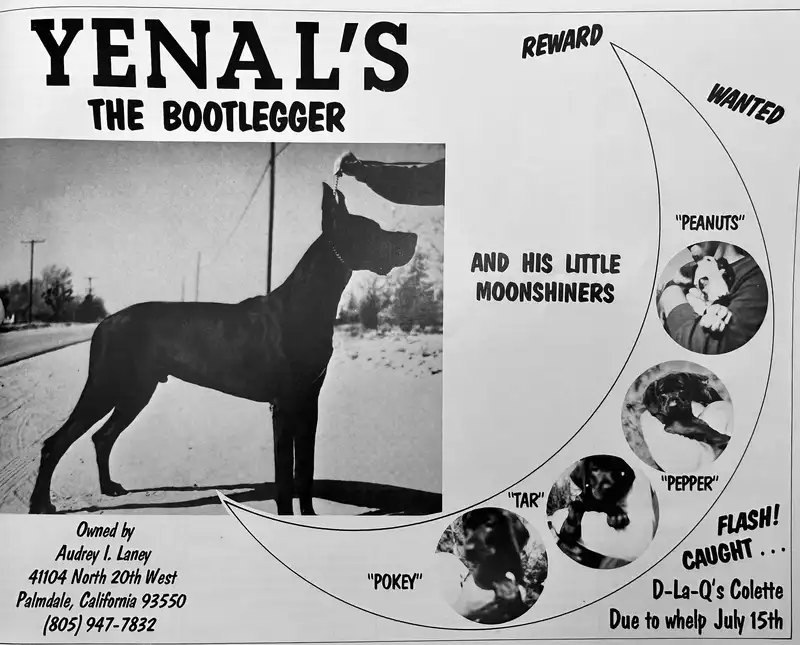 YENAL'S
THE BOOTLEGGER
REWARD
WANTED
AND HIS LITTLE
MOONSHINERS
"PEANUTS"
"PEPPER"
"TAR"
"POKEY"
Owned by
Audrey I. Laney
41104 North 20th West
Palmdale, California 93550
(805) 947-7832
FLASH!
CAUGHT ...
D-La-Q's Colette
Due to whelp July 15th